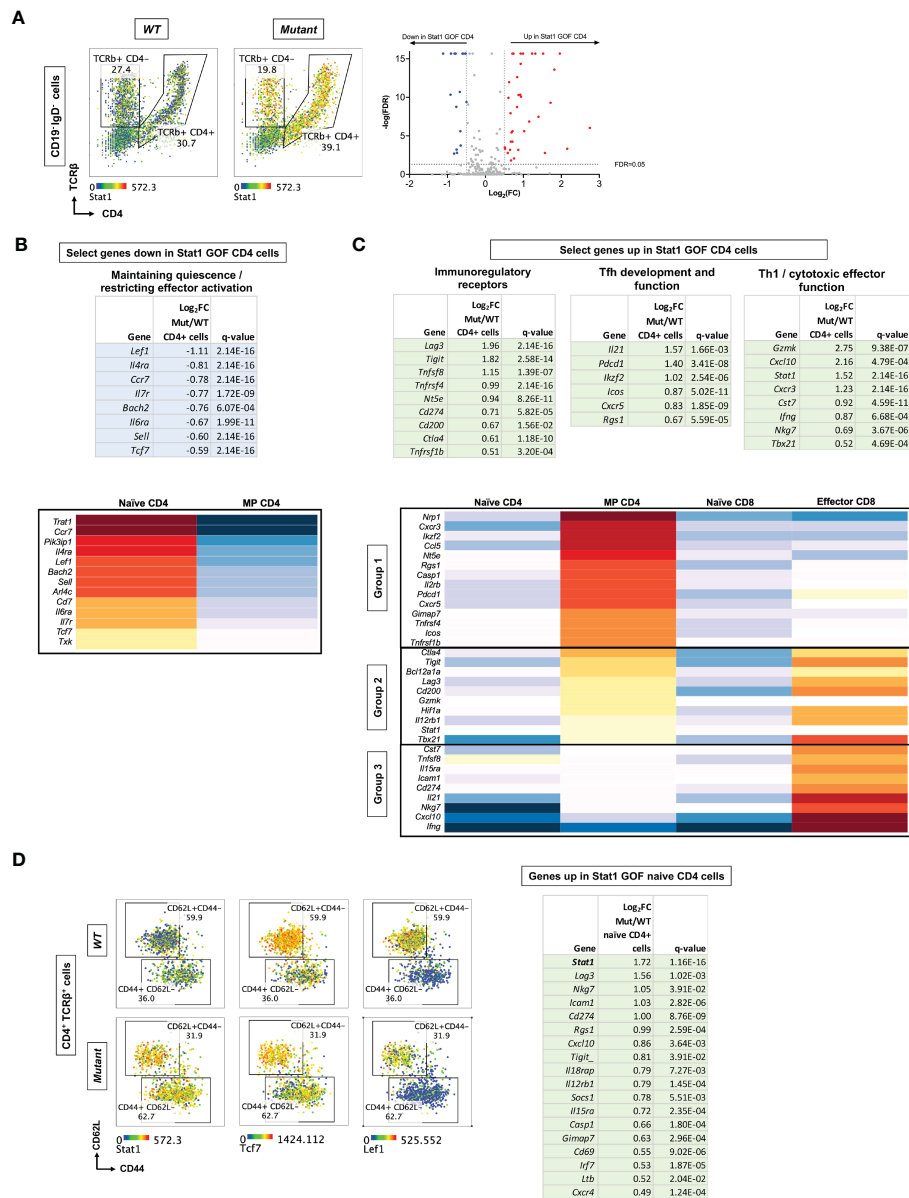 A
WT
Mutant
CD19⁻IgD⁻ cells
TCRb+ CD4−
27.4
TCRb+ CD4+
30.7
TCRb+ CD4−
19.8
TCRb+ CD4+
39.1
0 572.3
Stat1
0 572.3
Stat1
TCRβ
CD4
Down in Stat1 GOF CD4
Up in Stat1 GOF CD4
-log(FDR)
15
10
5
0
FDR=0.05
-2 -1 0 1 2 3
Log₂(FC)
B
Select genes down in Stat1 GOF CD4 cells
Maintaining quiescence /
restricting effector activation
Log₂FC
Mut/WT
Gene CD4+ cells q-value
Lef1 -1.11 2.14E-16
Il4ra -0.81 2.14E-16
Ccr7 -0.78 2.14E-16
Il7r -0.77 1.72E-09
Bach2 -0.76 6.07E-04
Il6ra -0.67 1.99E-11
Sell -0.60 2.14E-16
Tcf7 -0.59 2.14E-16
Naïve CD4 MP CD4
Trat1
Ccr7
Pik3ip1
Il4ra
Lef1
Bach2
Sell
Arl4c
Cd7
Il6ra
Il7r
Tcf7
Txk
C
Select genes up in Stat1 GOF CD4 cells
Immunoregulatory
receptors
Log₂FC
Mut/WT
Gene CD4+ cells q-value
Lag3 1.96 2.14E-16
Tigit 1.82 2.58E-14
Tnfsf8 1.15 1.39E-07
Tnfrsf4 0.99 2.14E-16
Nt5e 0.94 8.26E-11
Cd274 0.71 5.82E-05
Cd200 0.67 1.56E-02
Ctla4 0.61 1.18E-10
Tnfrsf1b 0.51 3.20E-04
Tfh development and
function
Log₂FC
Mut/WT
Gene CD4+ cells q-value
Il21 1.57 1.66E-03
Pdcd1 1.40 3.41E-08
Ikzf2 1.02 2.54E-06
Icos 0.87 5.02E-11
Cxcr5 0.83 1.85E-09
Rgs1 0.67 5.59E-05
Th1 / cytotoxic effector
function
Log₂FC
Mut/WT
Gene CD4+ cells q-value
Gzmk 2.75 9.38E-07
Cxcl10 2.16 4.79E-04
Stat1 1.52 2.14E-16
Cxcr3 1.23 2.14E-16
Cst7 0.92 4.59E-11
Ifng 0.87 6.68E-04
Nkg7 0.69 3.67E-06
Tbx21 0.52 4.69E-04
Naïve CD4 MP CD4 Naïve CD8 Effector CD8
Group 1
Nrp1
Cxcr3
Ikzf2
Ccl5
Nt5e
Rgs1
Casp1
Il2rb
Pdcd1
Cxcr5
Gimap7
Tnfrsf4
Icos
Tnfrsf1b
Group 2
Ctla4
Tigit
Bcl12a1a
Lag3
Cd200
Gzmk
Hif1a
Il12rb1
Stat1
Tbx21
Group 3
Cst7
Tnfsf8
Il15ra
Icam1
Cd274
Il21
Nkg7
Cxcl10
Ifng
D
CD4⁺ TCRβ⁺ cells
WT
CD62L+CD44−
59.9
CD44+ CD62L−
36.0
CD62L+CD44−
59.9
CD44+ CD62L−
36.0
CD62L+CD44−
59.9
CD44+ CD62L−
36.0
Mutant
CD62L+CD44−
31.9
CD44+ CD62L−
62.7
CD62L+CD44−
31.9
CD44+ CD62L−
62.7
CD62L+CD44−
31.9
CD44+ CD62L−
62.7
0 572.3
Stat1
0 1424.112
Tcf7
0 525.552
Lef1
CD62L
CD44
Genes up in Stat1 GOF naive CD4 cells
Log₂FC
Mut/WT
naïve CD4+
Gene cells q-value
Stat1 1.72 1.16E-16
Lag3 1.56 1.02E-03
Nkg7 1.05 3.91E-02
Icam1 1.03 2.82E-06
Cd274 1.00 8.76E-09
Rgs1 0.99 2.59E-04
Cxcl10 0.86 3.64E-03
Tigit_ 0.81 3.91E-02
Il18rap 0.79 7.27E-03
Il12rb1 0.79 1.45E-04
Socs1 0.78 5.51E-03
Il15ra 0.72 2.35E-04
Casp1 0.66 1.80E-04
Gimap7 0.63 2.96E-04
Cd69 0.55 9.02E-06
Irf7 0.53 1.87E-05
Ltb 0.52 2.04E-02
Cxcr4 0.49 1.24E-04